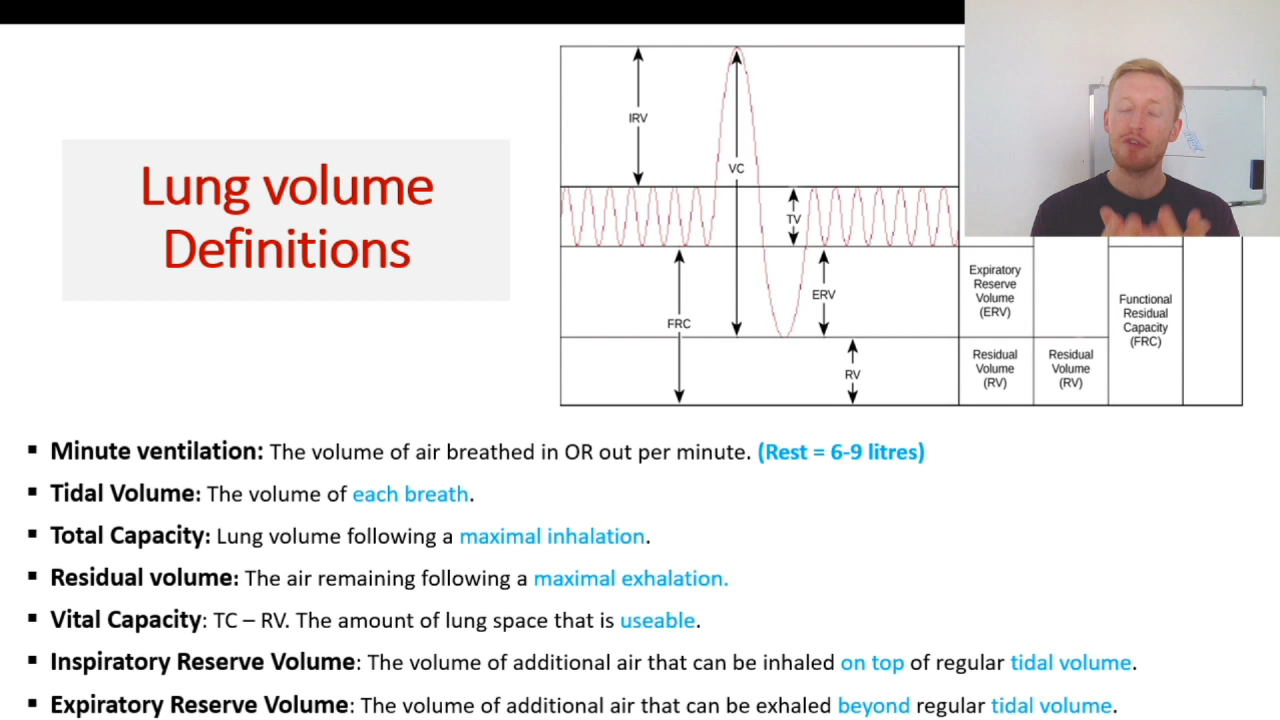 Lung volume
Definitions
IRV
VC
TV
ERV
FRC
RV
Expiratory
Reserve
Volume
(ERV)
Functional
Residual
Capacity
(FRC)
Residual
Volume
(RV)
Residual
Volume
(RV)
▪ Minute ventilation: The volume of air breathed in OR out per minute. (Rest = 6-9 litres)
▪ Tidal Volume: The volume of each breath.
▪ Total Capacity: Lung volume following a maximal inhalation.
▪ Residual volume: The air remaining following a maximal exhalation.
▪ Vital Capacity: TC – RV. The amount of lung space that is useable.
▪ Inspiratory Reserve Volume: The volume of additional air that can be inhaled on top of regular tidal volume.
▪ Expiratory Reserve Volume: The volume of additional air that can be exhaled beyond regular tidal volume.